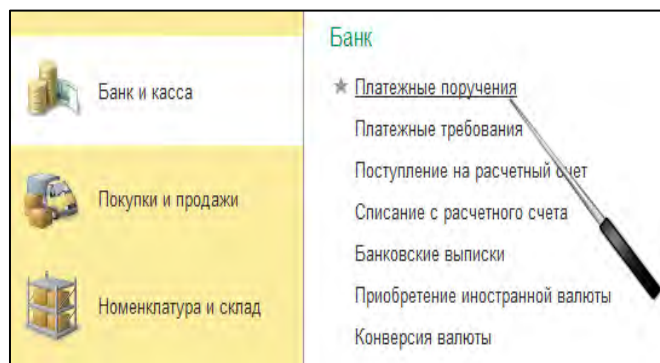 Банк и касса
Покупки и продажи
Номенклатура и склад
Банк
Платежные поручения
Платежные требования
Поступление на расчетный счет
Списание с расчетного счета
Банковские выписки
Приобретение иностранной валюты
Конверсия валюты